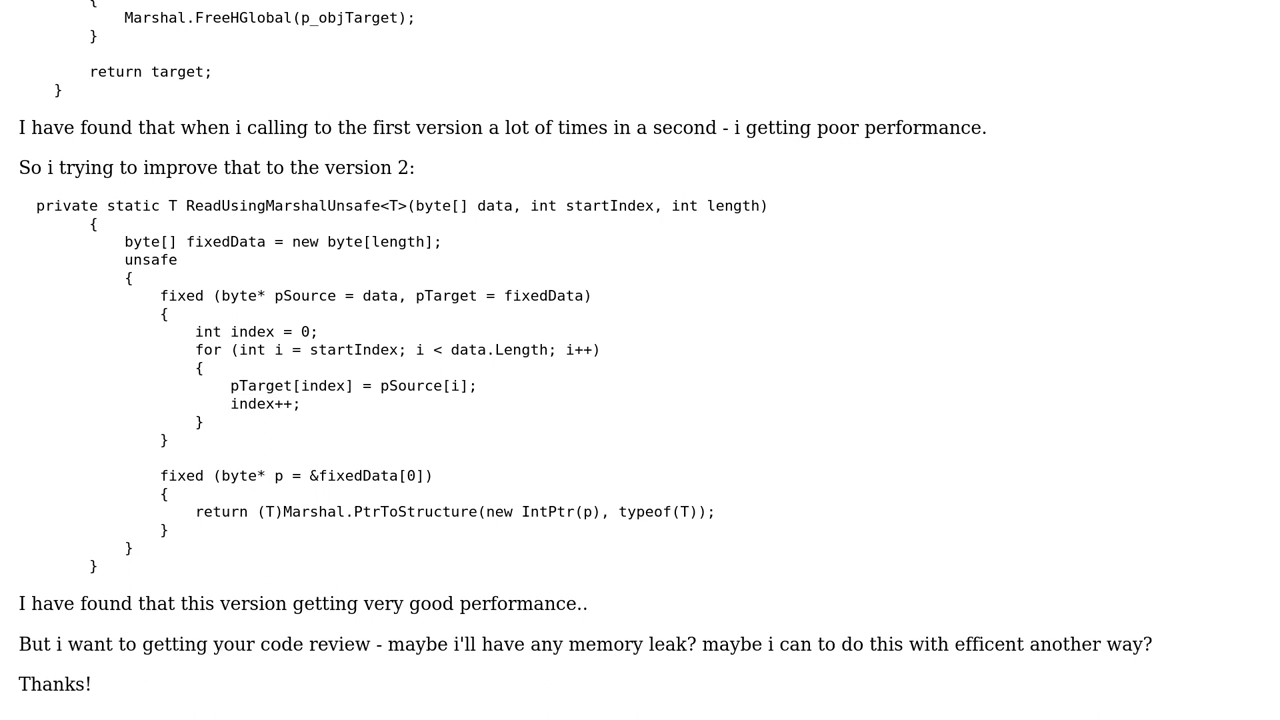 {
Marshal.FreeHGlobal(p_objTarget);
}
return target;
}
I have found that when i calling to the first version a lot of times in a second - i getting poor performance.
So i trying to improve that to the version 2:
private static T ReadUsingMarshalUnsafe<T>(byte[] data, int startIndex, int length)
{
byte[] fixedData = new byte[length];
unsafe
{
fixed (byte* pSource = data, pTarget = fixedData)
{
int index = 0;
for (int i = startIndex; i < data.Length; i++)
{
pTarget[index] = pSource[i];
index++;
}
}
fixed (byte* p = &fixedData[0])
{
return (T)Marshal.PtrToStructure(new IntPtr(p), typeof(T));
}
}
}
I have found that this version getting very good performance..
But i want to getting your code review - maybe i'll have any memory leak? maybe i can to do this with efficent another way?
Thanks!